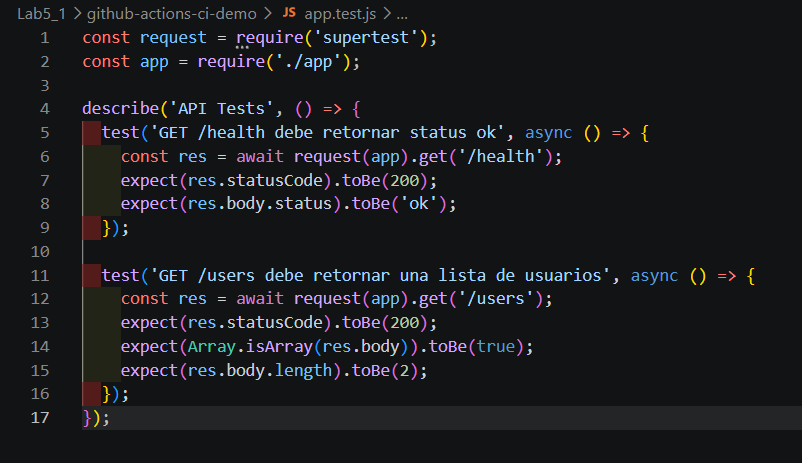 Lab5_1 > github-actions-ci-demo > JS app.test.js > ...
1 const request = require('supertest');
2 const app = require('./app');
3
4 describe('API Tests', () => {
5   test('GET /health debe retornar status ok', async () => {
6     const res = await request(app).get('/health');
7     expect(res.statusCode).toBe(200);
8     expect(res.body.status).toBe('ok');
9   });
10
11   test('GET /users debe retornar una lista de usuarios', async () => {
12     const res = await request(app).get('/users');
13     expect(res.statusCode).toBe(200);
14     expect(Array.isArray(res.body)).toBe(true);
15     expect(res.body.length).toBe(2);
16   });
17 });